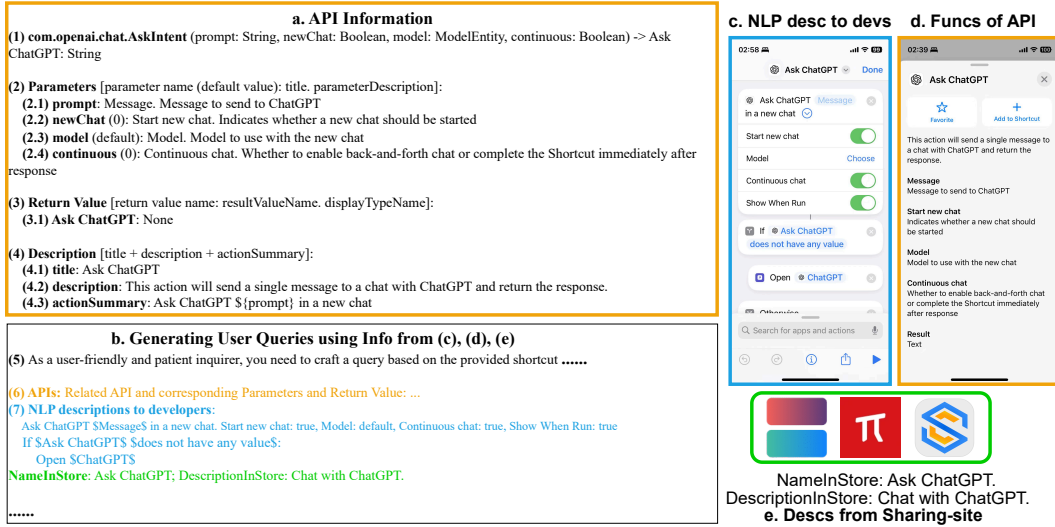 a. API Information
(1) com.openai.chat.AskIntent (prompt: String, newChat: Boolean, model: ModelEntity, continuous: Boolean) -> Ask
ChatGPT: String
(2) Parameters [parameter name (default value): title. parameterDescription]:
(2.1) prompt: Message. Message to send to ChatGPT
(2.2) newChat (0): Start new chat. Indicates whether a new chat should be started
(2.3) model (default): Model. Model to use with the new chat
(2.4) continuous (0): Continuous chat. Whether to enable back-and-forth chat or complete the Shortcut immediately after
response
(3) Return Value [return value name: resultValueName. displayTypeName]:
(3.1) Ask ChatGPT: None
(4) Description [title + description + actionSummary]:
(4.1) title: Ask ChatGPT
(4.2) description: This action will send a single message to a chat with ChatGPT and return the response.
(4.3) actionSummary: Ask ChatGPT ${prompt} in a new chat
b. Generating User Queries using Info from (c), (d), (e)
(5) As a user-friendly and patient inquirer, you need to craft a query based on the provided shortcut ......
(6) APIs: Related API and corresponding Parameters and Return Value: ...
(7) NLP descriptions to developers:
Ask ChatGPT $Message$ in a new chat. Start new chat: true, Model: default, Continuous chat: true, Show When Run: true
If $Ask ChatGPT$ $does not have any value$:
Open $ChatGPT$
NameInStore: Ask ChatGPT; DescriptionInStore: Chat with ChatGPT.
......
c. NLP desc to devs
02:58
99
Ask ChatGPT
Done
Ask ChatGPT Message
in a new chat
Start new chat
Model
Choose
Continuous chat
Show When Run
If Ask ChatGPT
does not have any value
Open ChatGPT
Otherwise
Search for apps and actions
d. Funcs of API
02:39
100
Ask ChatGPT
Favorite
Add to Shortcut
This action will send a single message to
a chat with ChatGPT and return the
response.
Message
Message to send to ChatGPT
Start new chat
Indicates whether a new chat should
be started
Model
Model to use with the new chat
Continuous chat
Whether to enable back-and-forth chat
or complete the Shortcut immediately
after response
Result
Text
π
NameInStore: Ask ChatGPT.
DescriptionInStore: Chat with ChatGPT.
e. Descs from Sharing-site